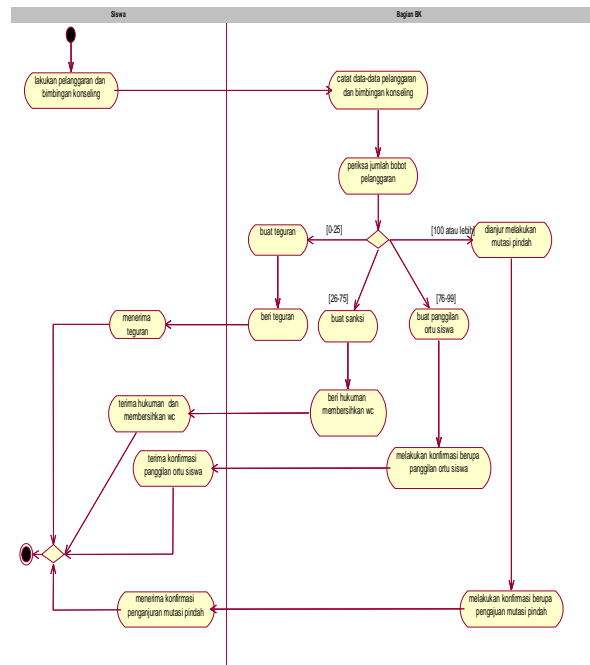 Siswa
Bagian BK
lakukan pelanggaran dan
bimbingan konseling
catat data-data pelanggaran
dan bimbingan konseling
periksa jumlah bobot
pelanggaran
[0-25]
[100 atau lebih]
buat teguran
dianjur melakukan
mutasi pindah
[26-75]
[76-99]
menerima
teguran
beri teguran
buat sanksi
buat panggilan
ortu siswa
terima hukuman dan
membersihkan wc
beri hukuman
membersihkan wc
terima konfirmasi
panggilan ortu siswa
melakukan konfirmasi berupa
panggilan ortu siswa
menerima konfirmasi
penganjuran mutasi pindah
melakukan konfirmasi berupa
pengajuan mutasi pindah